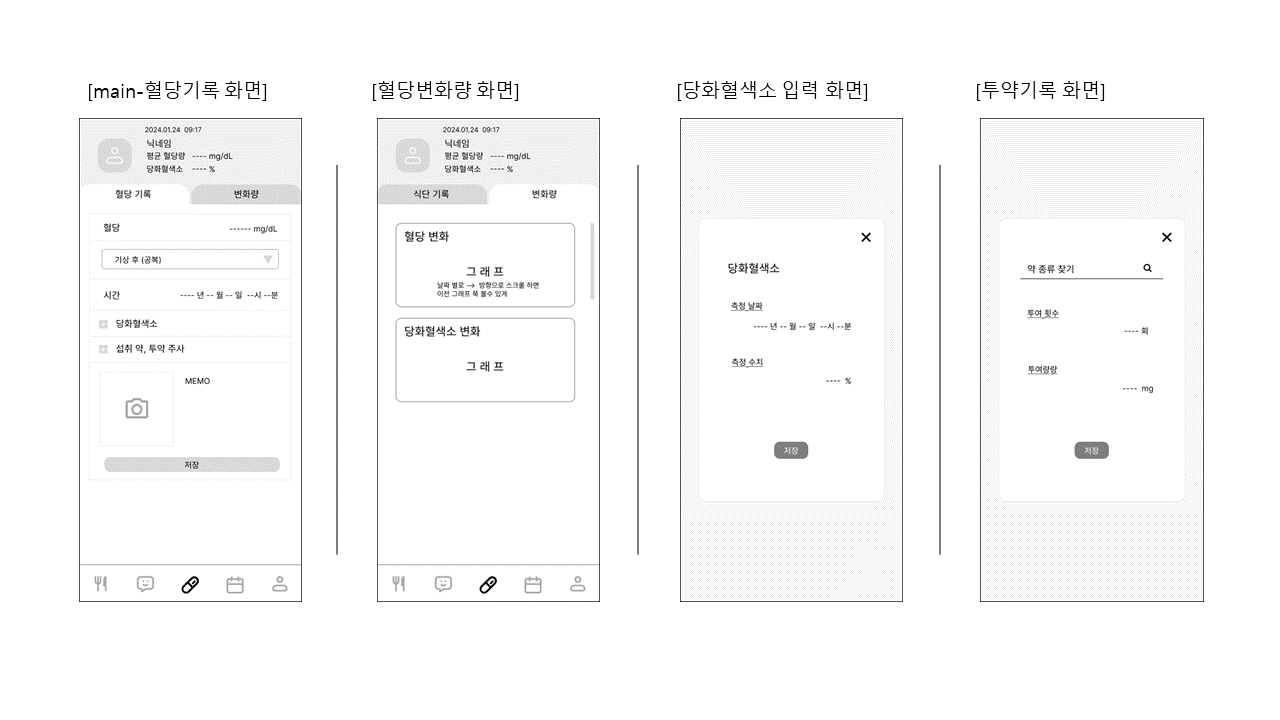 [main-혈당기록 화면]
2024.01.24 09:17
닉네임
평균 혈당량 ---- mg/dL
당화혈색소 ---- %
혈당 기록
변화량
혈당 ------ mg/dL
기상 후 (공복)
시간 ---- 년 -- 월 -- 일 --시 --분
당화혈색소
섭취 약, 투약 주사
MEMO
저장
[혈당변화량 화면]
2024.01.24 09:17
닉네임
평균 혈당량 ---- mg/dL
당화혈색소 ---- %
식단 기록
변화량
혈당 변화
그 래 프
날짜 별로 → 방향으로 스크롤 하면
이전 그래프 쭉 볼수 있게
당화혈색소 변화
그 래 프
[당화혈색소 입력 화면]
당화혈색소
측정 날짜
---- 년 -- 월 -- 일 --시 --분
측정 수치
---- %
저장
[투약기록 화면]
약 종류 찾기
투여 횟수
---- 회
투여량량
---- mg
저장